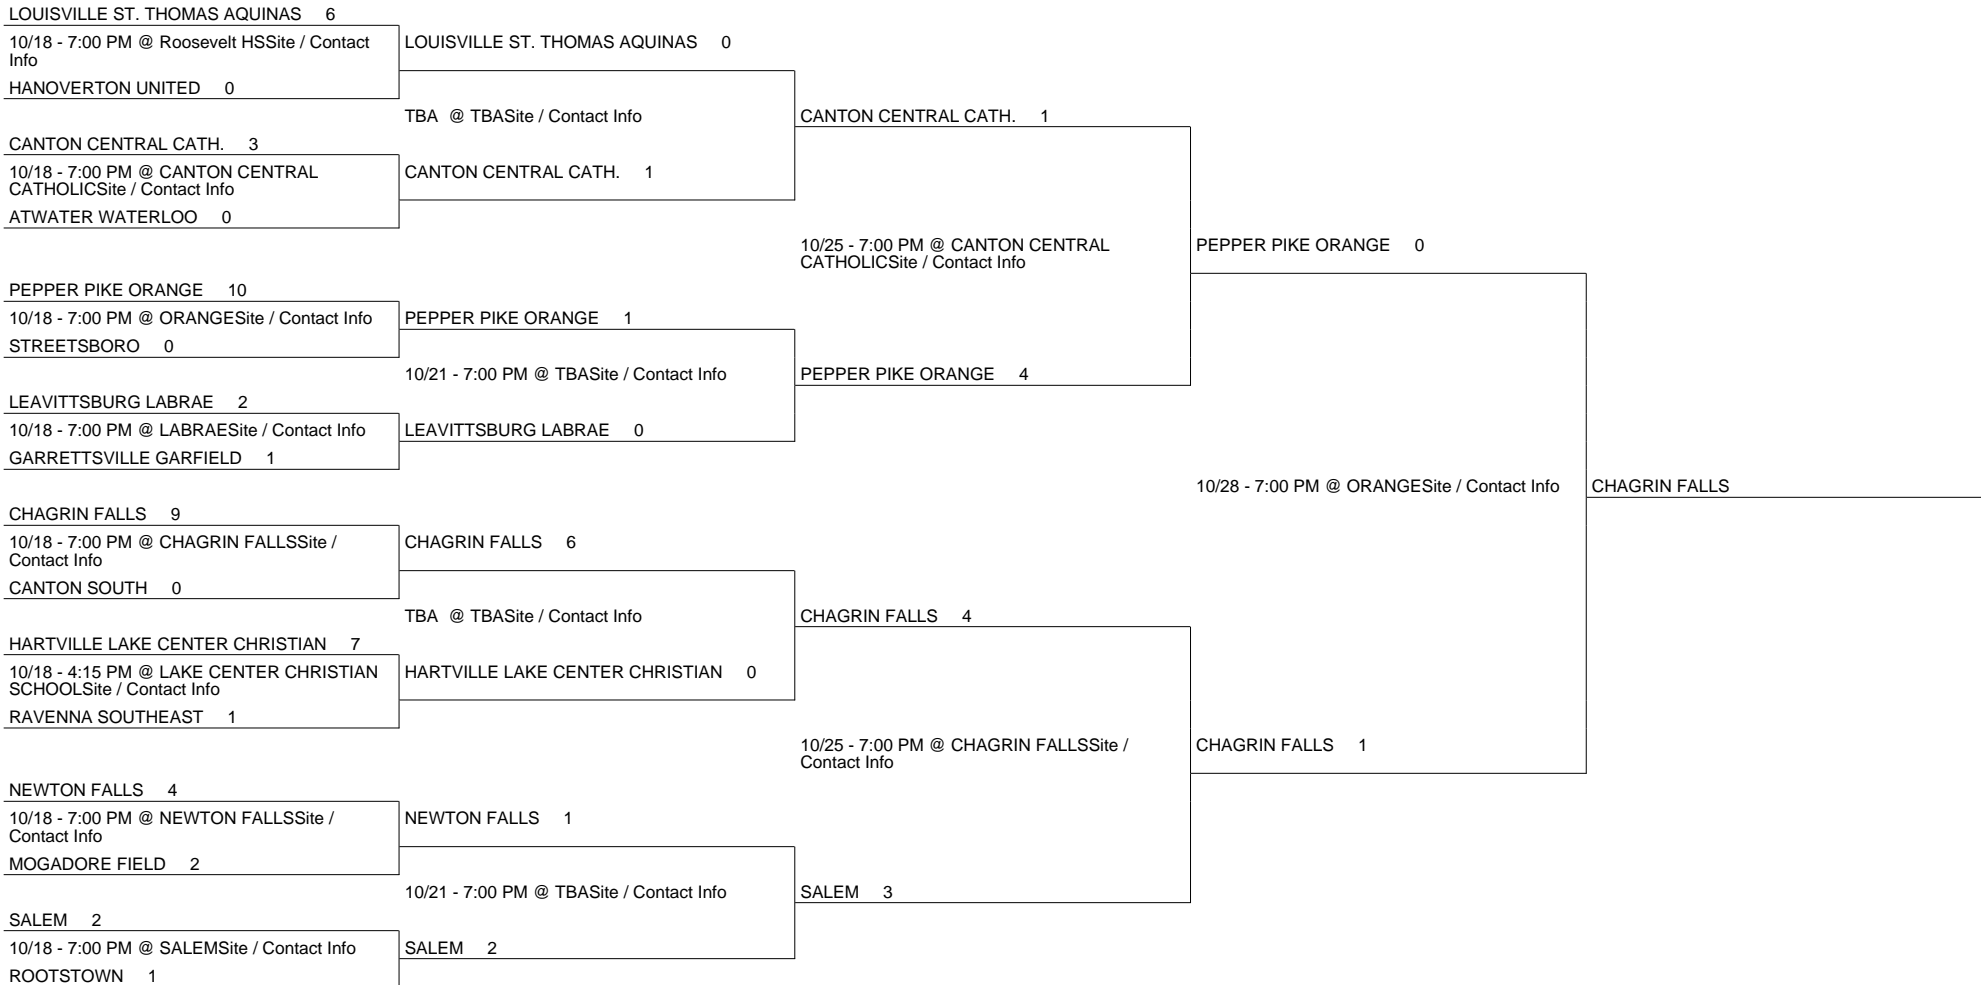 LOUISVILLE ST. THOMAS AQUINAS 6
10/18 - 7:00 PM @ Roosevelt HSSite / Contact
Info
HANOVERTON UNITED 0
CANTON CENTRAL CATH. 3
10/18 - 7:00 PM @ CANTON CENTRAL
CATHOLICSite / Contact Info
ATWATER WATERLOO 0
PEPPER PIKE ORANGE 10
10/18 - 7:00 PM @ ORANGESite / Contact Info
STREETSBORO 0
LEAVITTSBURG LABRAE 2
10/18 - 7:00 PM @ LABRAESite / Contact Info
GARRETTSVILLE GARFIELD 1
CHAGRIN FALLS 9
10/18 - 7:00 PM @ CHAGRIN FALLSSite /
Contact Info
CANTON SOUTH 0
HARTVILLE LAKE CENTER CHRISTIAN 7
10/18 - 4:15 PM @ LAKE CENTER CHRISTIAN
SCHOOLSite / Contact Info
RAVENNA SOUTHEAST 1
NEWTON FALLS 4
10/18 - 7:00 PM @ NEWTON FALLSSite /
Contact Info
MOGADORE FIELD 2
SALEM 2
10/18 - 7:00 PM @ SALEMSite / Contact Info
ROOTSTOWN 1
LOUISVILLE ST. THOMAS AQUINAS 0
TBA @ TBASite / Contact Info
CANTON CENTRAL CATH. 1
PEPPER PIKE ORANGE 1
10/21 - 7:00 PM @ TBASite / Contact Info
LEAVITTSBURG LABRAE 0
CHAGRIN FALLS 6
TBA @ TBASite / Contact Info
HARTVILLE LAKE CENTER CHRISTIAN 0
NEWTON FALLS 1
10/21 - 7:00 PM @ TBASite / Contact Info
SALEM 2
CANTON CENTRAL CATH. 1
10/25 - 7:00 PM @ CANTON CENTRAL
CATHOLICSite / Contact Info
PEPPER PIKE ORANGE 4
CHAGRIN FALLS 4
10/25 - 7:00 PM @ CHAGRIN FALLSSite /
Contact Info
SALEM 3
PEPPER PIKE ORANGE 0
10/28 - 7:00 PM @ ORANGESite / Contact Info
CHAGRIN FALLS 1
CHAGRIN FALLS